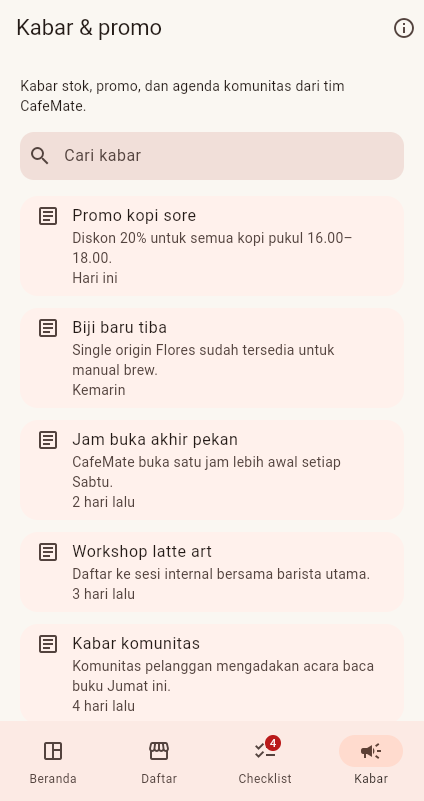 Kabar & promo
Kabar stok, promo, dan agenda komunitas dari tim
CafeMate.
Cari kabar
Promo kopi sore
Diskon 20% untuk semua kopi pukul 16.00–
18.00.
Hari ini
Biji baru tiba
Single origin Flores sudah tersedia untuk
manual brew.
Kemarin
Jam buka akhir pekan
CafeMate buka satu jam lebih awal setiap
Sabtu.
2 hari lalu
Workshop latte art
Daftar ke sesi internal bersama barista utama.
3 hari lalu
Kabar komunitas
Komunitas pelanggan mengadakan acara baca
buku Jumat ini.
4 hari lalu
4
Beranda
Daftar
Checklist
Kabar